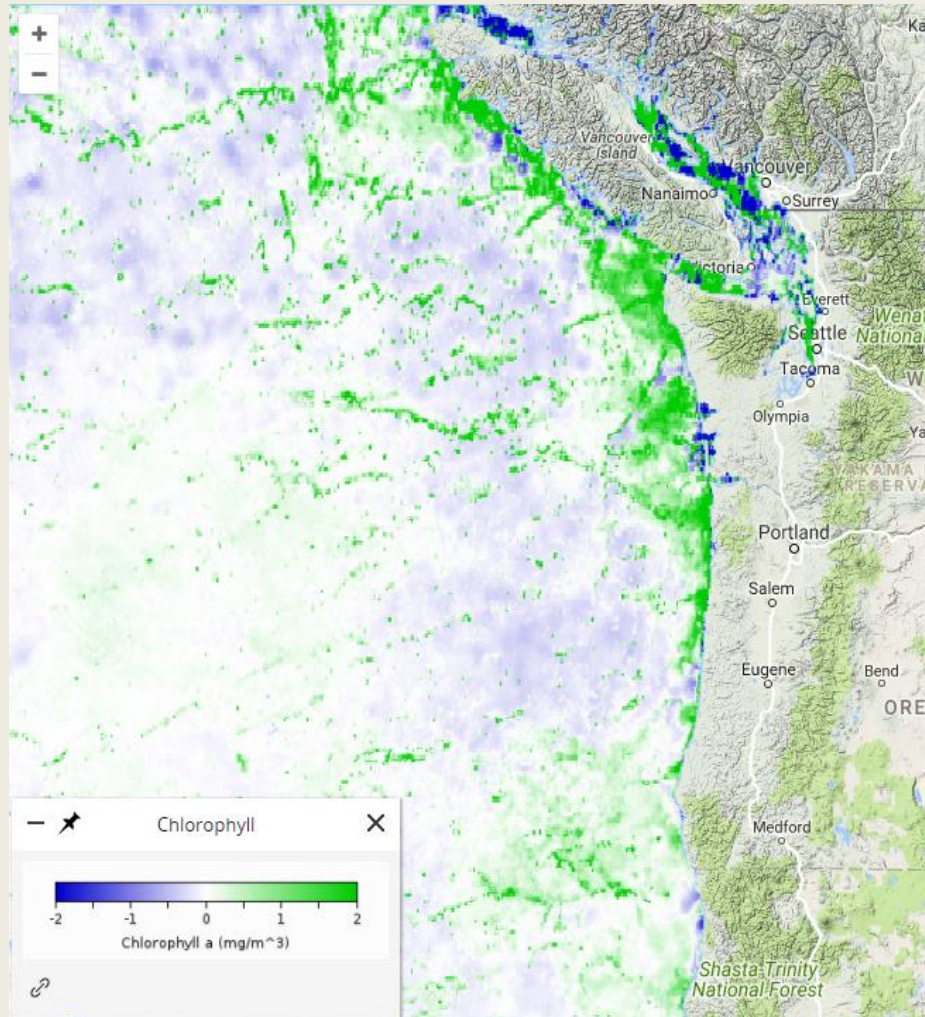 +
Ka
−
Vancouver
Island
Vancouver
Nanaimo
Surrey
Victoria
Everett
Wenat
National
Seattle
Tacoma
W
Olympia
Ya
YAKAMA
RESERVA
Portland
Salem
Eugene
Bend
ORE
Medford
Chlorophyll
-2
-1
0
1
2
Chlorophyll a (mg/m^3)
Shasta-Trinity
National Forest